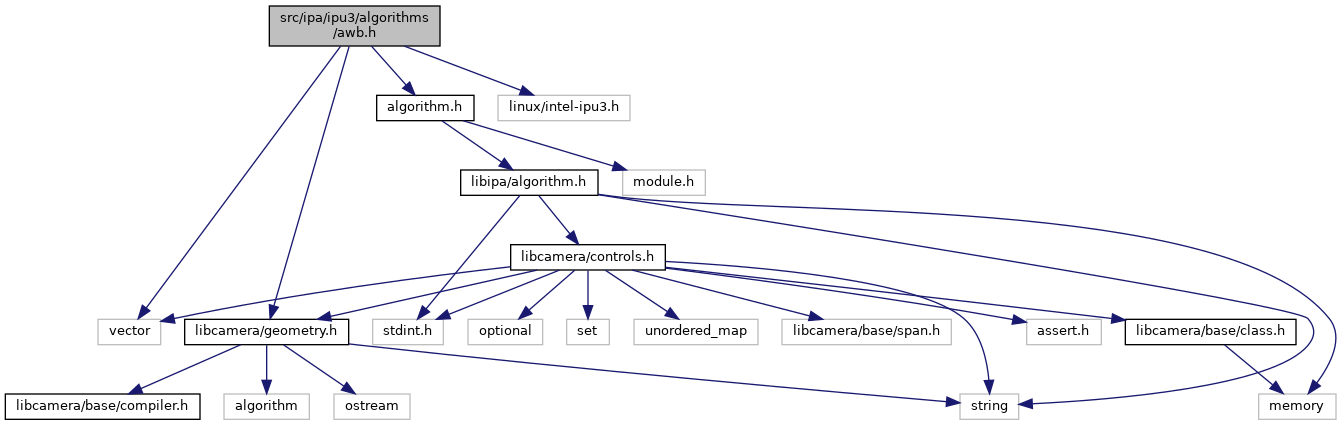 src/ipa/ipu3/algorithms
/awb.h
algorithm.h
linux/intel-ipu3.h
libipa/algorithm.h
module.h
libcamera/controls.h
vector
libcamera/geometry.h
stdint.h
optional
set
unordered_map
libcamera/base/span.h
assert.h
libcamera/base/class.h
libcamera/base/compiler.h
algorithm
ostream
string
memory